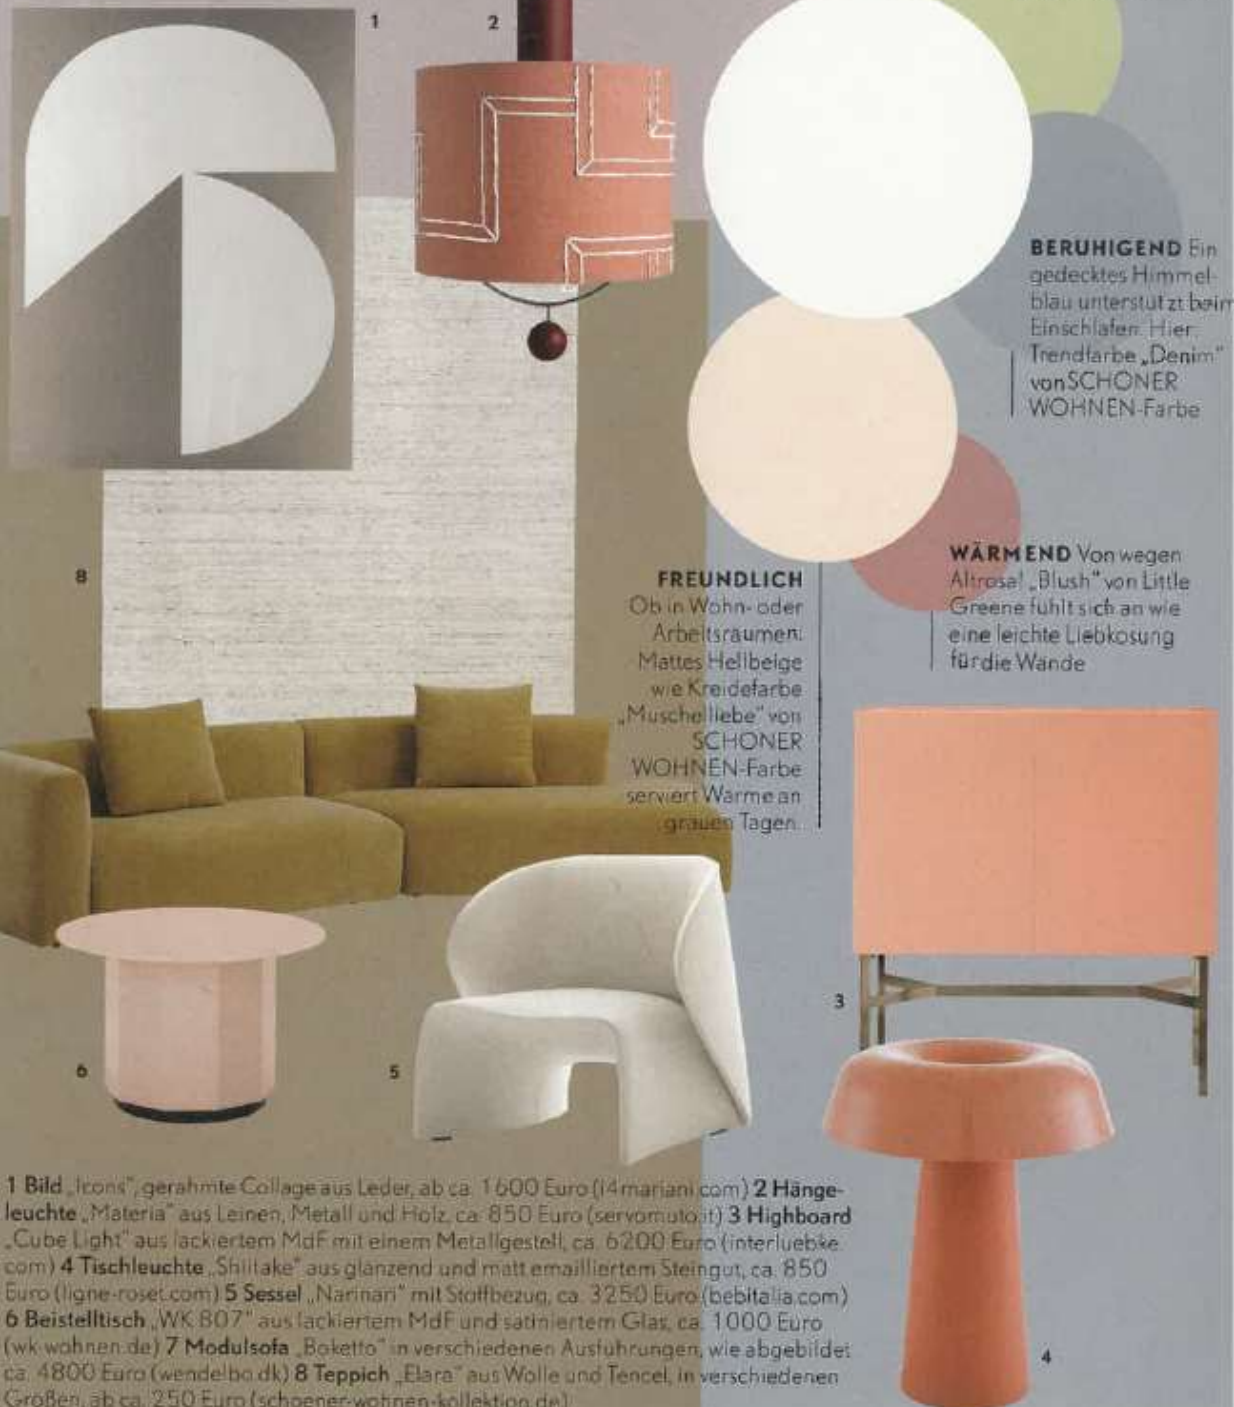 1
2
BERUHIGEND Ein
gedecktes Himmel-
blau unterstützt beim
Einschlafen. Hier:
Trendfarbe „Denim"
von SCHÖNER
WOHNEN-Farbe
8
FREUNDLICH
Ob in Wohn- oder
Arbeitsräumen:
Mattes Hellbeige
wie Kreidefarbe
„Muschelliebe" von
SCHÖNER
WOHNEN-Farbe
serviert Wärme an
grauen Tagen.
WÄRMEND Von wegen
Altrosa! „Blush" von Little
Greene fühlt sich an wie
eine leichte Liebkosung
für die Wände
3
6
5
4
1 Bild „Icons", gerahmte Collage aus Leder, ab ca. 1600 Euro (i4mariani.com) 2 Hänge-
leuchte „Materia" aus Leinen, Metall und Holz, ca. 850 Euro (servomuto.it) 3 Highboard
„Cube Light" aus lackiertem MdF mit einem Metallgestell, ca. 6200 Euro (interluebke.
com) 4 Tischleuchte „Shiitake" aus glänzend und matt emailliertem Steingut, ca. 850
Euro (ligne-roset.com) 5 Sessel „Narinari" mit Stoffbezug, ca. 3250 Euro (bebitalia.com)
6 Beistelltisch „WK 807" aus lackiertem MdF und satiniertem Glas, ca. 1000 Euro
(wk-wohnen.de) 7 Modulsofa „Boketto" in verschiedenen Ausführungen, wie abgebildet
ca. 4800 Euro (wendelbo.dk) 8 Teppich „Elara" aus Wolle und Tencel, in verschiedenen
Größen, ab ca. 250 Euro (schoener-wohnen-kollektion.de)